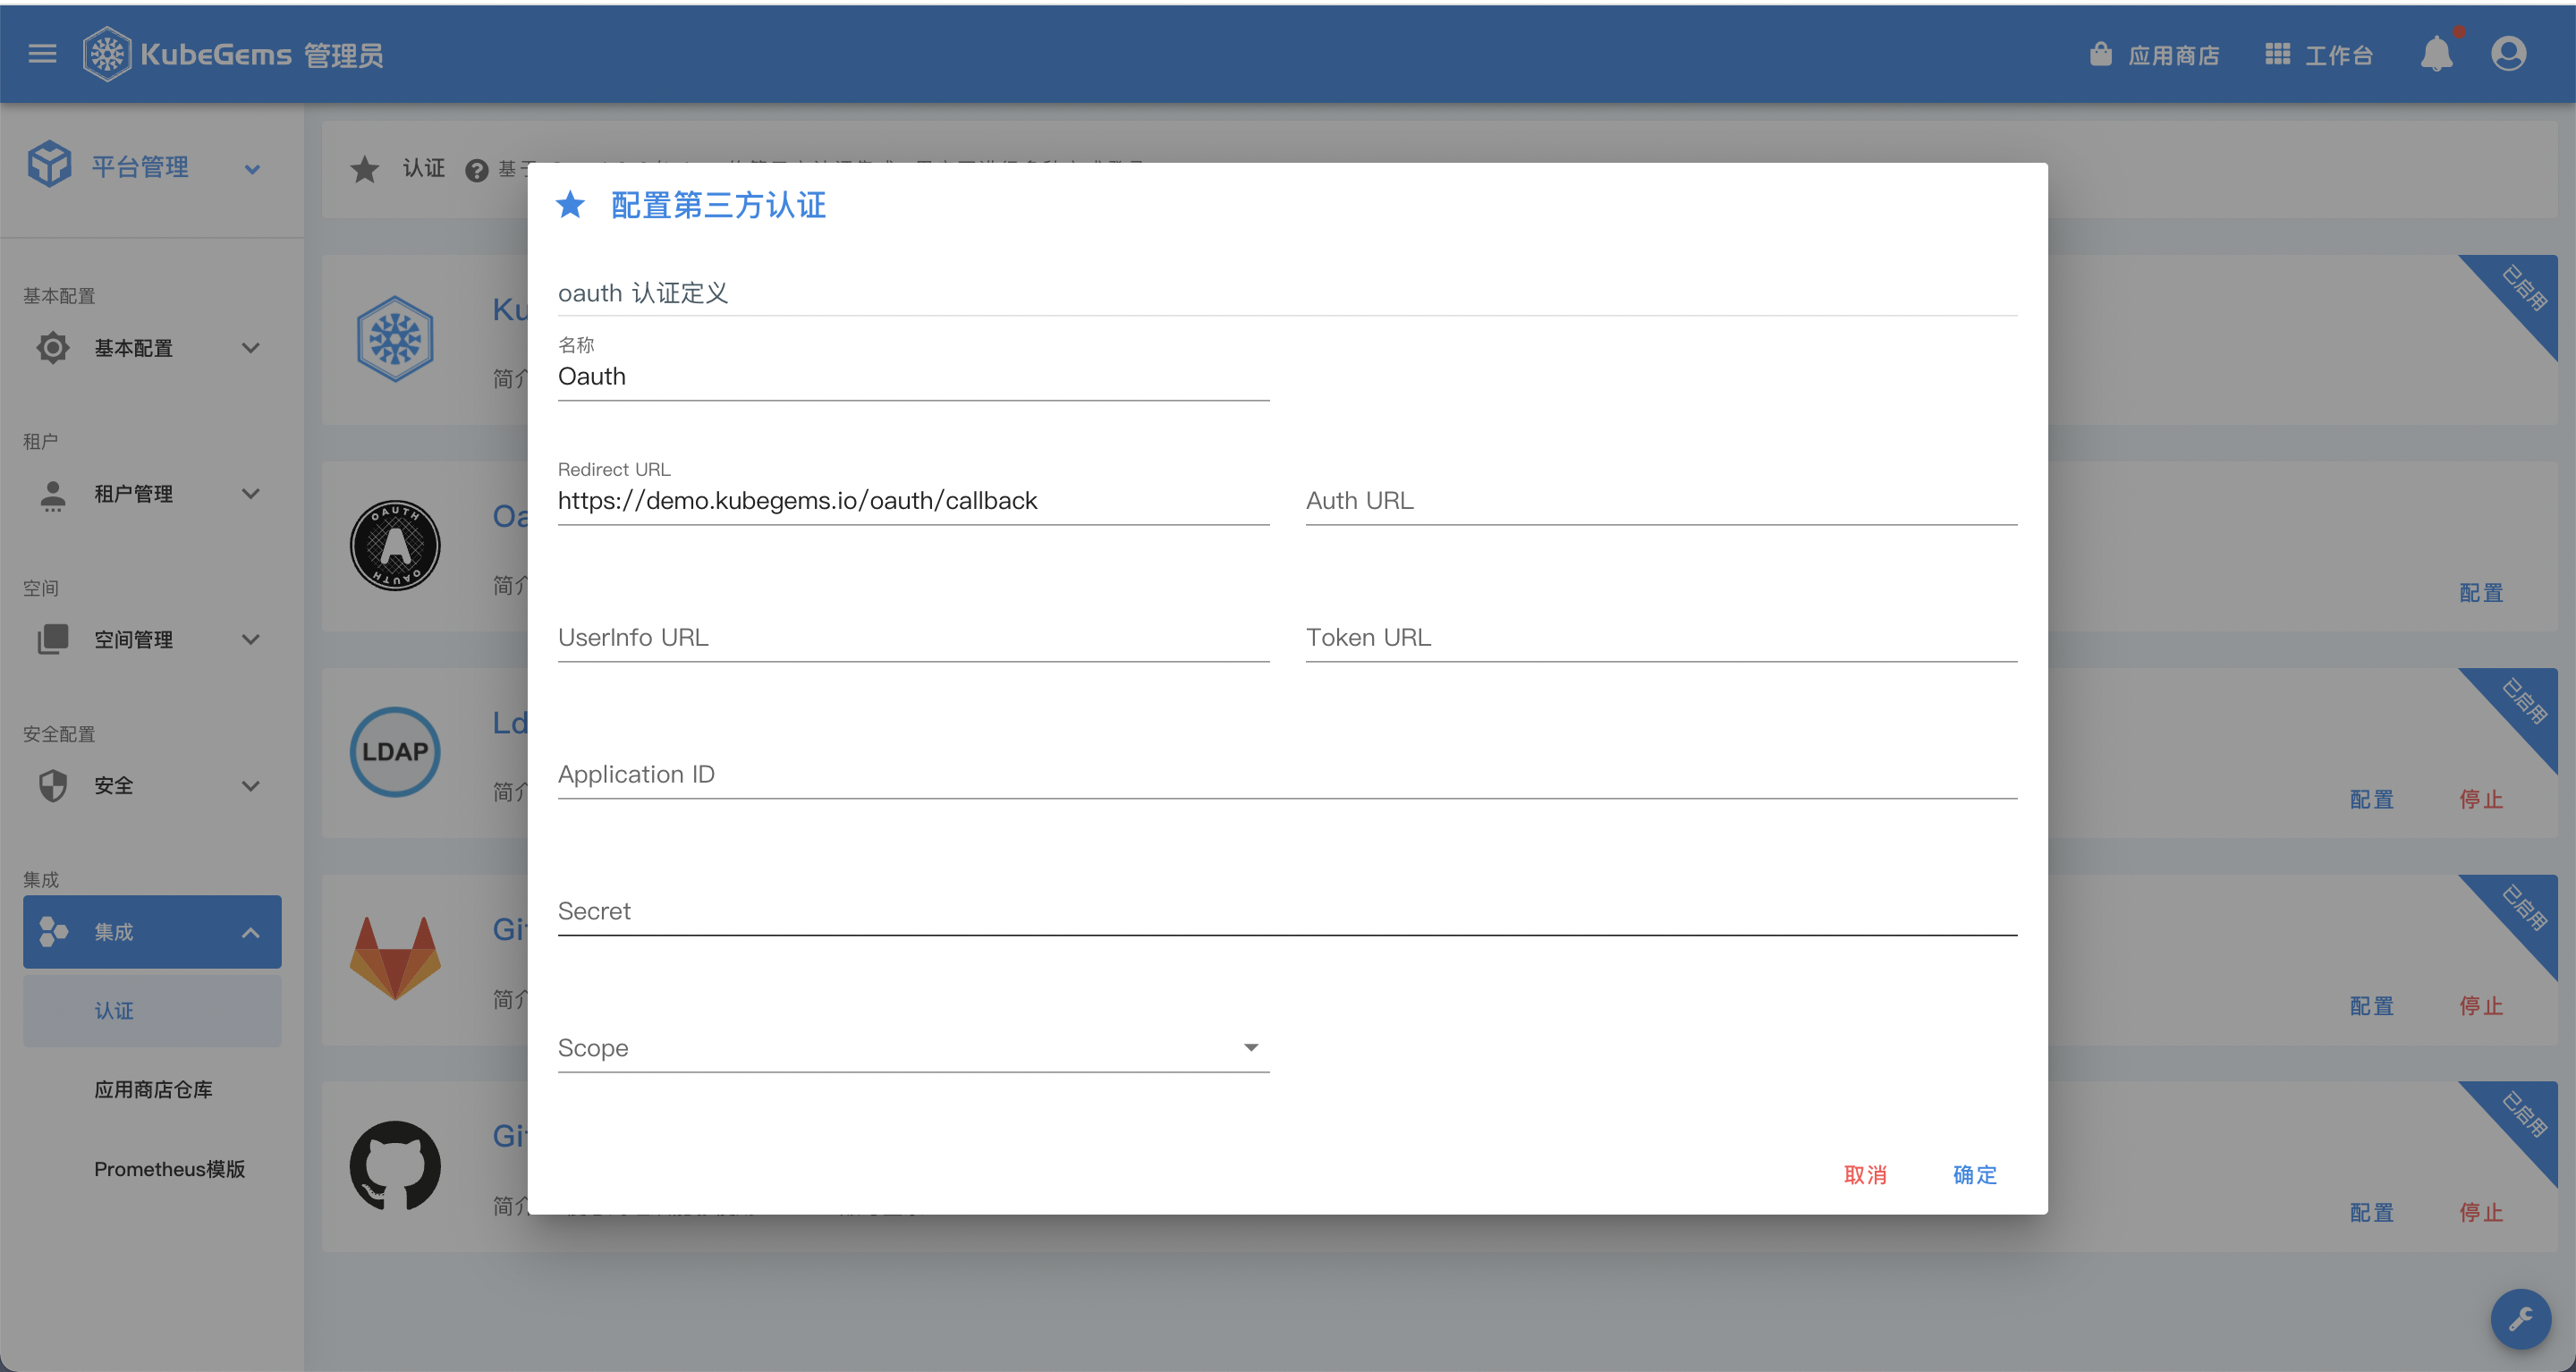 KubeGems 管理员
应用商店
工作台
平台管理
基本配置
基本配置
租户
租户管理
空间
空间管理
安全配置
安全
集成
集成
认证
应用商店仓库
Prometheus模版
认证
基于
Ku
简介
已启用
OAUTH
A
OAUTH
Oa
简介
配置
LDAP
Ld
简介
已启用
配置
停止
Git
简介
已启用
配置
停止
Git
简介
已启用
配置
停止
配置第三方认证
oauth 认证定义
名称
Oauth
Redirect URL
https://demo.kubegems.io/oauth/callback
Auth URL
UserInfo URL
Token URL
Application ID
Secret
Scope
取消
确定